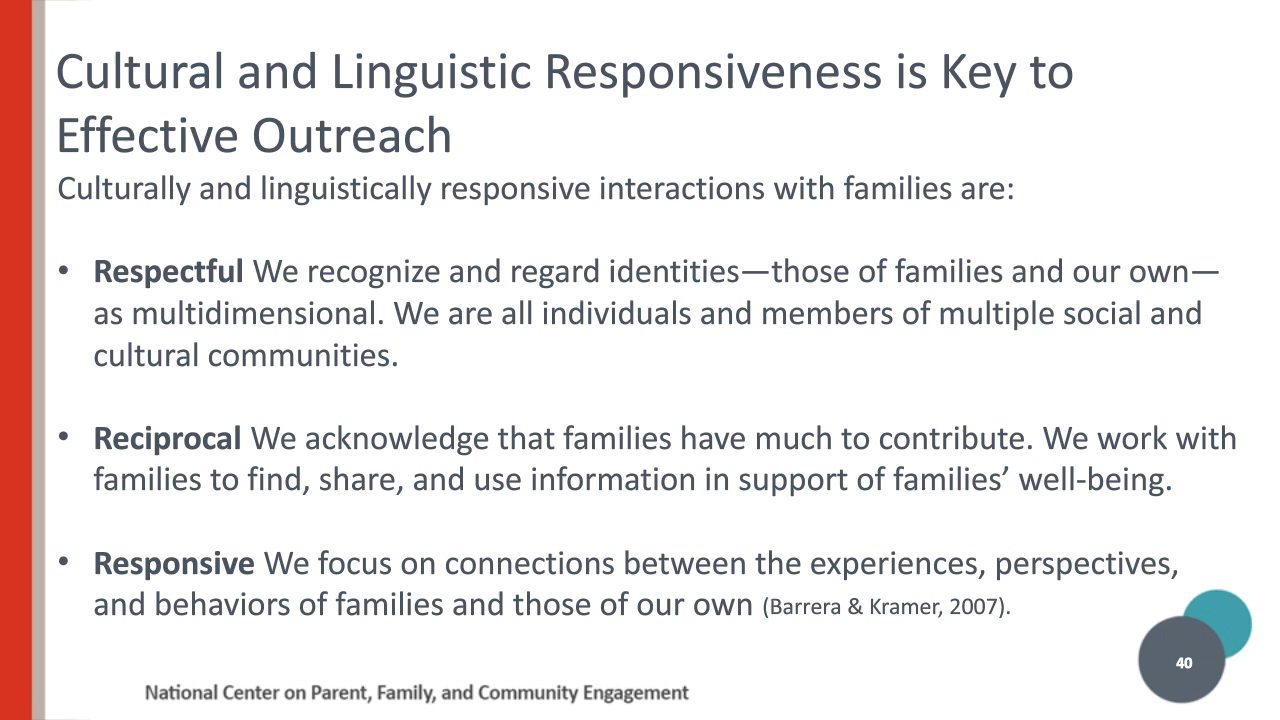 Cultural and Linguistic Responsiveness is Key to
Effective Outreach
Culturally and linguistically responsive interactions with families are:
• Respectful We recognize and regard identities—those of families and our own—
as multidimensional. We are all individuals and members of multiple social and
cultural communities.
• Reciprocal We acknowledge that families have much to contribute. We work with
families to find, share, and use information in support of families’ well-being.
• Responsive We focus on connections between the experiences, perspectives,
and behaviors of families and those of our own (Barrera & Kramer, 2007).
40
National Center on Parent, Family, and Community Engagement